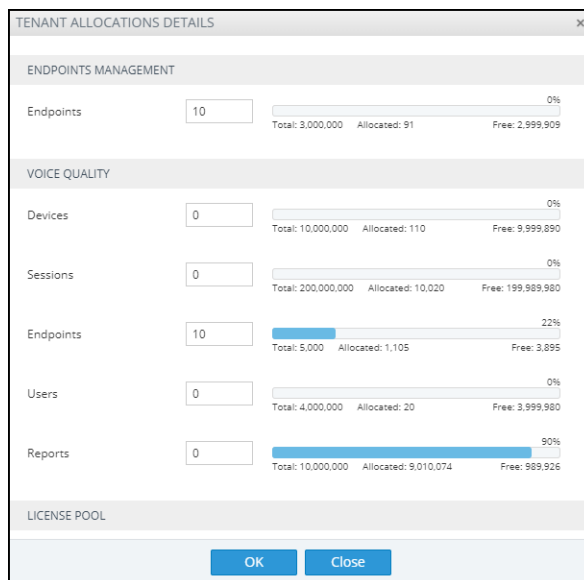 TENANT ALLOCATIONS DETAILS ×
ENDPOINTS MANAGEMENT
0%
Endpoints 10
Total: 3,000,000 Allocated: 91 Free: 2,999,909
VOICE QUALITY
0%
Devices 0
Total: 10,000,000 Allocated: 110 Free: 9,999,890
0%
Sessions 0
Total: 200,000,000 Allocated: 10,020 Free: 199,989,980
22%
Endpoints 10
Total: 5,000 Allocated: 1,105 Free: 3,895
0%
Users 0
Total: 4,000,000 Allocated: 20 Free: 3,999,980
90%
Reports 0
Total: 10,000,000 Allocated: 9,010,074 Free: 989,926
LICENSE POOL
OK Close